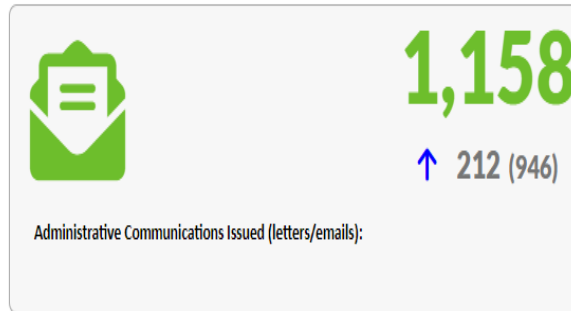 1,158
↑ 212 (946)
Administrative Communications Issued (letters/emails):